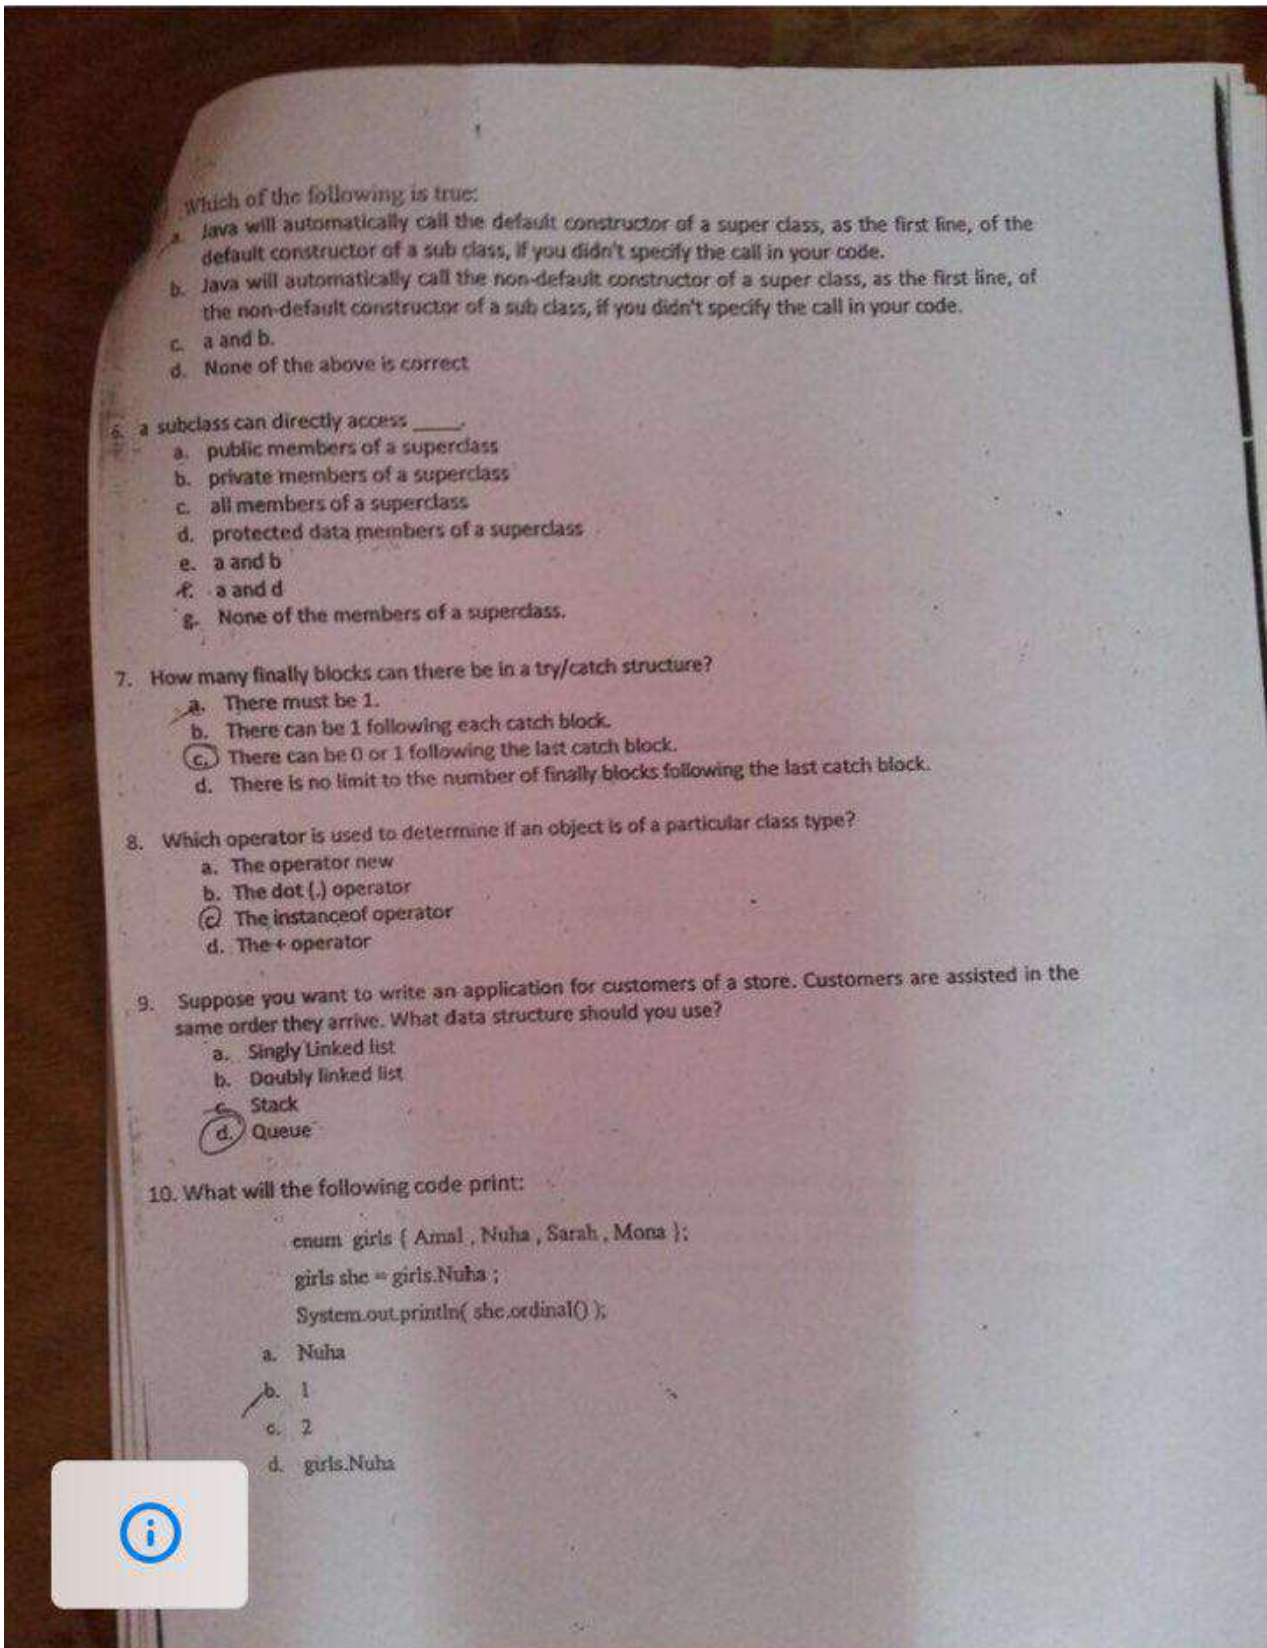 Which of the following is true:
a. Java will automatically call the default constructor of a super class, as the first line, of the
default constructor of a sub class, if you didn't specify the call in your code.
b. Java will automatically call the non-default constructor of a super class, as the first line, of
the non-default constructor of a sub class, if you didn't specify the call in your code.
c. a and b.
d. None of the above is correct
6. a subclass can directly access ____.
a. public members of a superclass
b. private members of a superclass
c. all members of a superclass
d. protected data members of a superclass
e. a and b
f. a and d
g. None of the members of a superclass.
7. How many finally blocks can there be in a try/catch structure?
a. There must be 1.
b. There can be 1 following each catch block.
c. There can be 0 or 1 following the last catch block.
d. There is no limit to the number of finally blocks following the last catch block.
8. Which operator is used to determine if an object is of a particular class type?
a. The operator new
b. The dot (.) operator
c. The instanceof operator
d. The + operator
9. Suppose you want to write an application for customers of a store. Customers are assisted in the
same order they arrive. What data structure should you use?
a. Singly Linked list
b. Doubly linked list
c. Stack
d. Queue
10. What will the following code print:
enum girls { Amal , Nuha , Sarah , Mona };
girls she = girls.Nuha ;
System.out.println( she.ordinal() );
a. Nuha
b. 1
c. 2
d. girls.Nuha